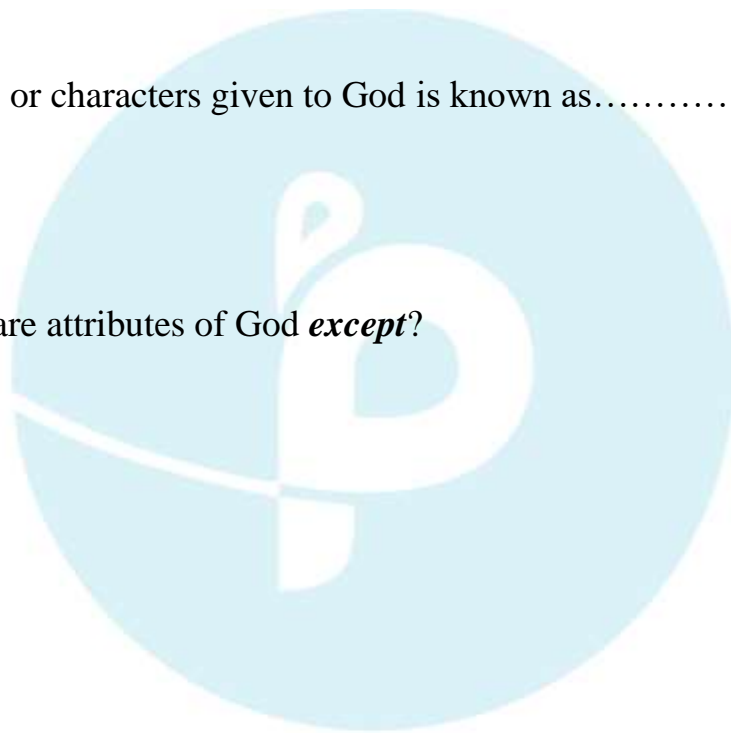 or characters given to God is known as…………
are attributes of God except?